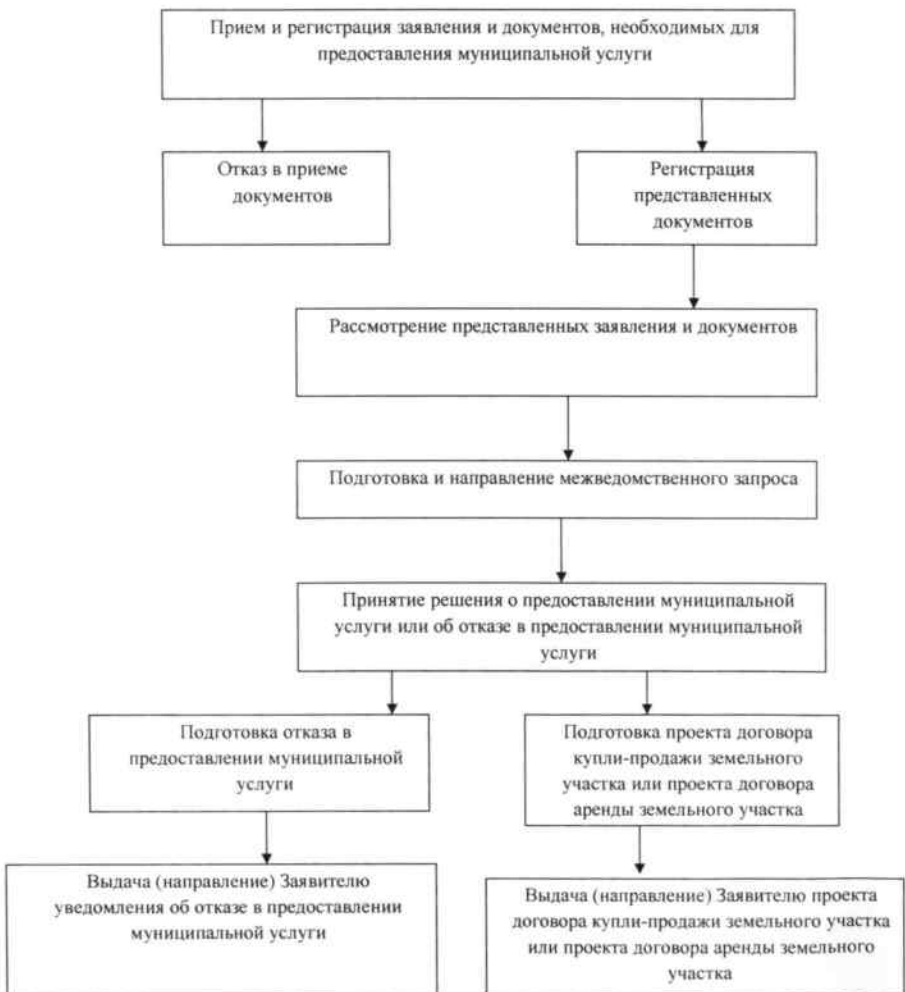 Прием и регистрация заявления и документов, необходимых для
предоставления муниципальной услуги
Отказ в приеме
документов
Регистрация
представленных
документов
Рассмотрение представленных заявления и документов
Подготовка и направление межведомственного запроса
Принятие решения о предоставлении муниципальной
услуги или об отказе в предоставлении муниципальной
услуги
Подготовка отказа в
предоставлении муниципальной
услуги
Подготовка проекта договора
купли-продажи земельного
участка или проекта договора
аренды земельного участка
Выдача (направление) Заявителю
уведомления об отказе в предоставлении
муниципальной услуги
Выдача (направление) Заявителю проекта
договора купли-продажи земельного участка
или проекта договора аренды земельного
участка